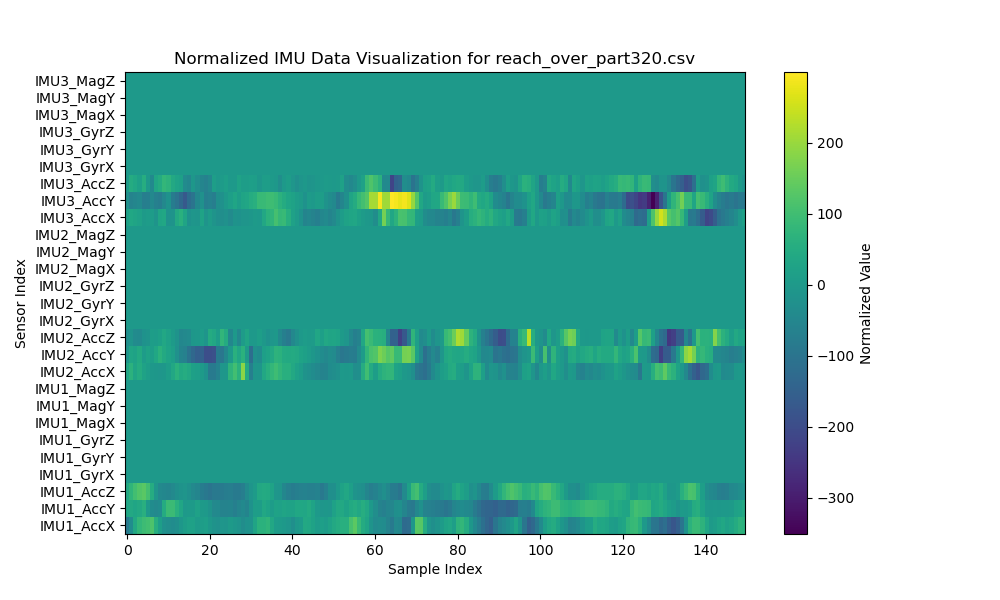 Normalized IMU Data Visualization for reach_over_part320.csv
IMU3_MagZ
IMU3_MagY
IMU3_MagX
IMU3_GyrZ
IMU3_GyrY
IMU3_GyrX
IMU3_AccZ
IMU3_AccY
IMU3_AccX
IMU2_MagZ
IMU2_MagY
IMU2_MagX
IMU2_GyrZ
IMU2_GyrY
IMU2_GyrX
IMU2_AccZ
IMU2_AccY
IMU2_AccX
IMU1_MagZ
IMU1_MagY
IMU1_MagX
IMU1_GyrZ
IMU1_GyrY
IMU1_GyrX
IMU1_AccZ
IMU1_AccY
IMU1_AccX
Sensor Index
0 20 40 60 80 100 120 140
Sample Index
200
100
0
−100
−200
−300
Normalized Value